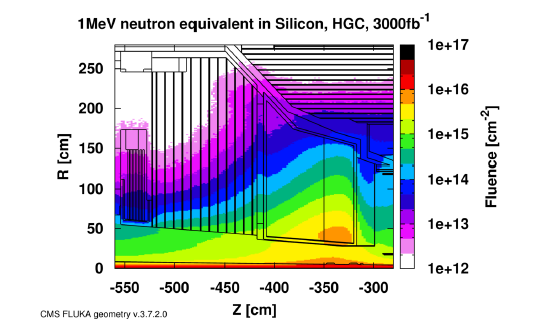 1MeV neutron equivalent in Silicon, HGC, 3000fb⁻¹
250
200
150
100
50
0
R [cm]
-550 -500 -450 -400 -350 -300
Z [cm]
1e+17
1e+16
1e+15
1e+14
1e+13
1e+12
Fluence [cm⁻²]
CMS FLUKA geometry v.3.7.2.0